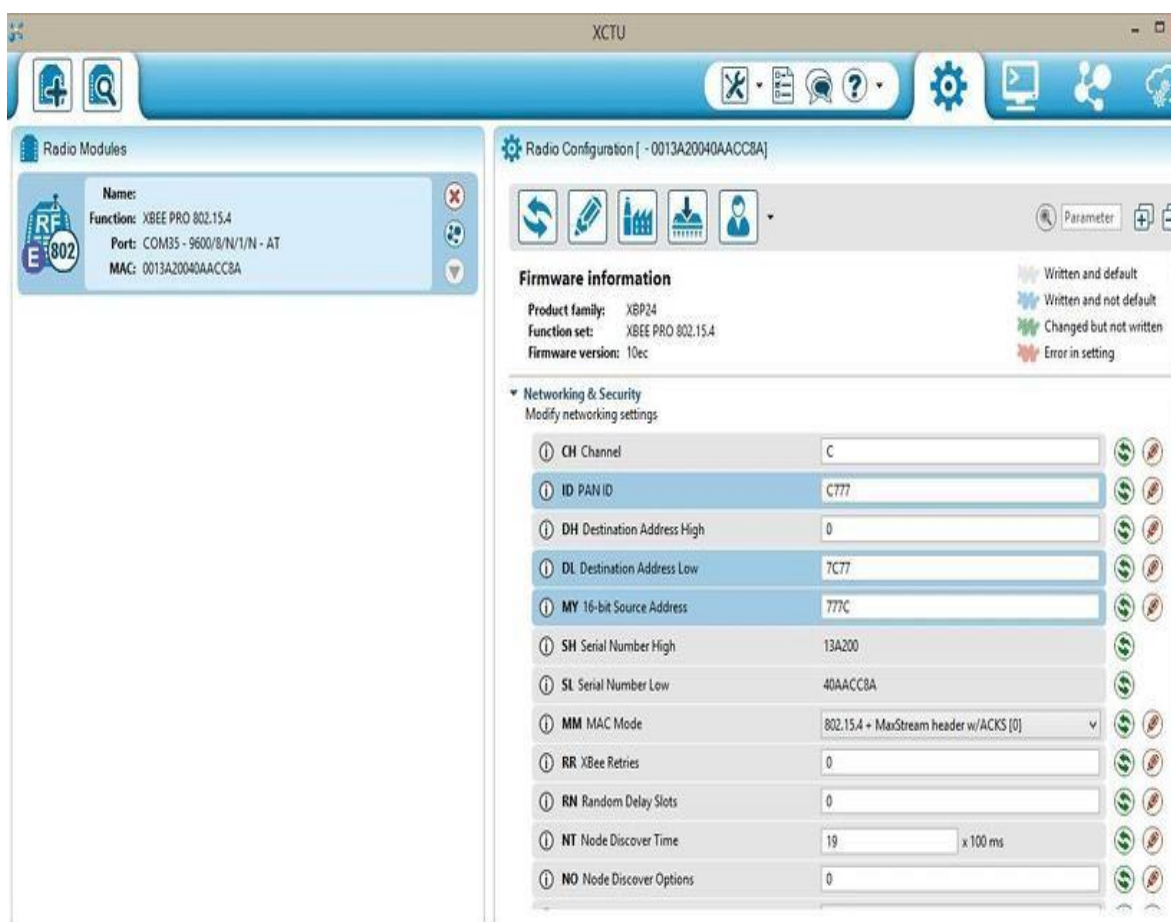 XCTU
Radio Modules
Name:
Function: XBEE PRO 802.15.4
Port: COM35 - 9600/8/N/1/N - AT
MAC: 0013A20040AACC8A
RF
E 802
Radio Configuration [ - 0013A20040AACC8A]
Parameter
Firmware information
Product family: XBP24
Function set: XBEE PRO 802.15.4
Firmware version: 10ec
Written and default
Written and not default
Changed but not written
Error in setting
Networking & Security
Modify networking settings
CH Channel C
ID PAN ID C777
DH Destination Address High 0
DL Destination Address Low 7C77
MY 16-bit Source Address 777C
SH Serial Number High 13A200
SL Serial Number Low 40AACC8A
MM MAC Mode 802.15.4 + MaxStream header w/ACKS [0]
RR XBee Retries 0
RN Random Delay Slots 0
NT Node Discover Time 19 x 100 ms
NO Node Discover Options 0